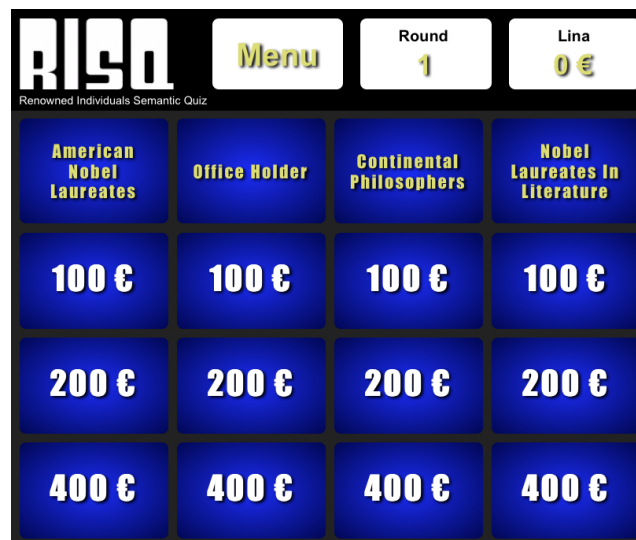 RISQ
Renowned Individuals Semantic Quiz
Menu
Round
1
Lina
0 €
American
Nobel
Laureates
Office Holder
Continental
Philosophers
Nobel
Laureates In
Literature
100 €
100 €
100 €
100 €
200 €
200 €
200 €
200 €
400 €
400 €
400 €
400 €